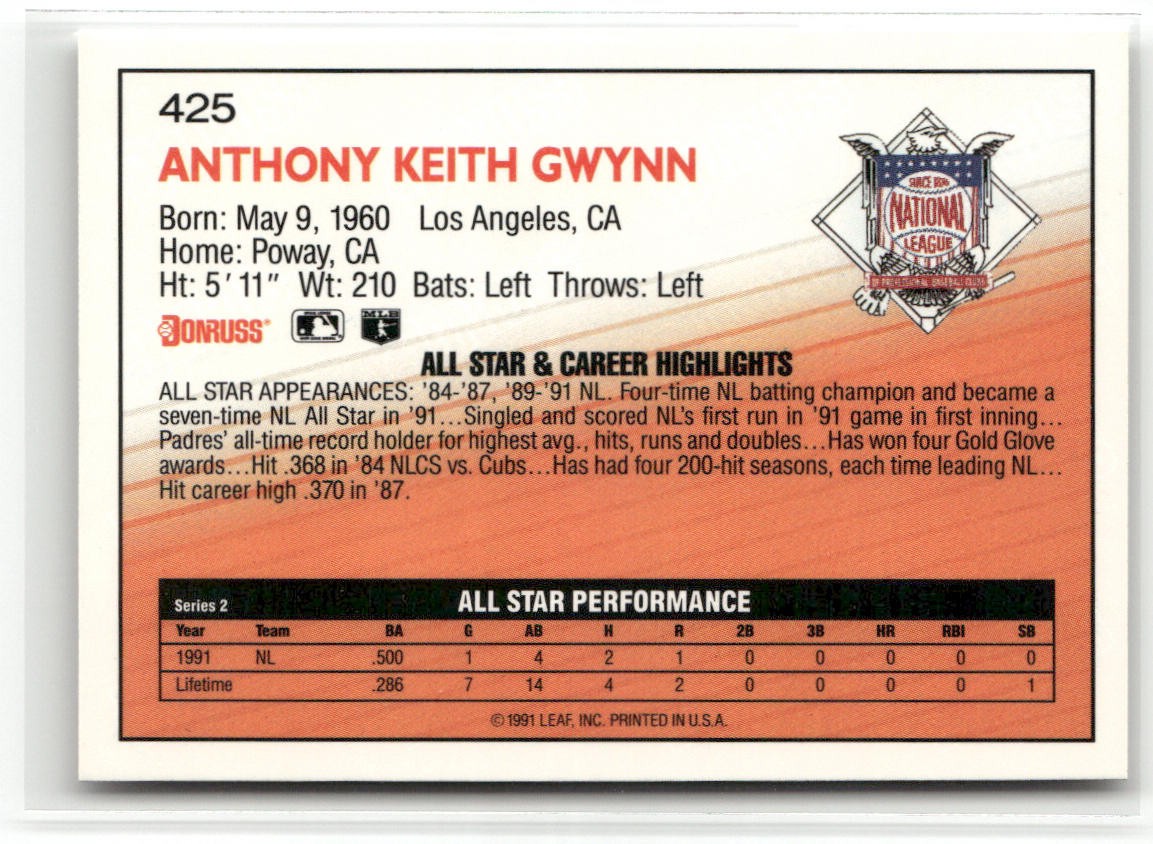 425
ANTHONY KEITH GWYNN
Born: May 9, 1960 Los Angeles, CA
Home: Poway, CA
Ht: 5' 11" Wt: 210 Bats: Left Throws: Left
SINCE 1876
NATIONAL
LEAGUE
OF PROFESSIONAL BASEBALL CLUBS
DONRUSS®
MLB
ALL STAR & CAREER HIGHLIGHTS
ALL STAR APPEARANCES: '84-'87, '89-'91 NL. Four-time NL batting champion and became a
seven-time NL All Star in '91...Singled and scored NL's first run in '91 game in first inning...
Padres' all-time record holder for highest avg., hits, runs and doubles...Has won four Gold Glove
awards...Hit .368 in '84 NLCS vs. Cubs...Has had four 200-hit seasons, each time leading NL...
Hit career high .370 in '87.
Series 2 ALL STAR PERFORMANCE
Year Team BA G AB H R 2B 3B HR RBI SB
1991 NL .500 1 4 2 1 0 0 0 0 0
Lifetime .286 7 14 4 2 0 0 0 0 1
©1991 LEAF, INC. PRINTED IN U.S.A.